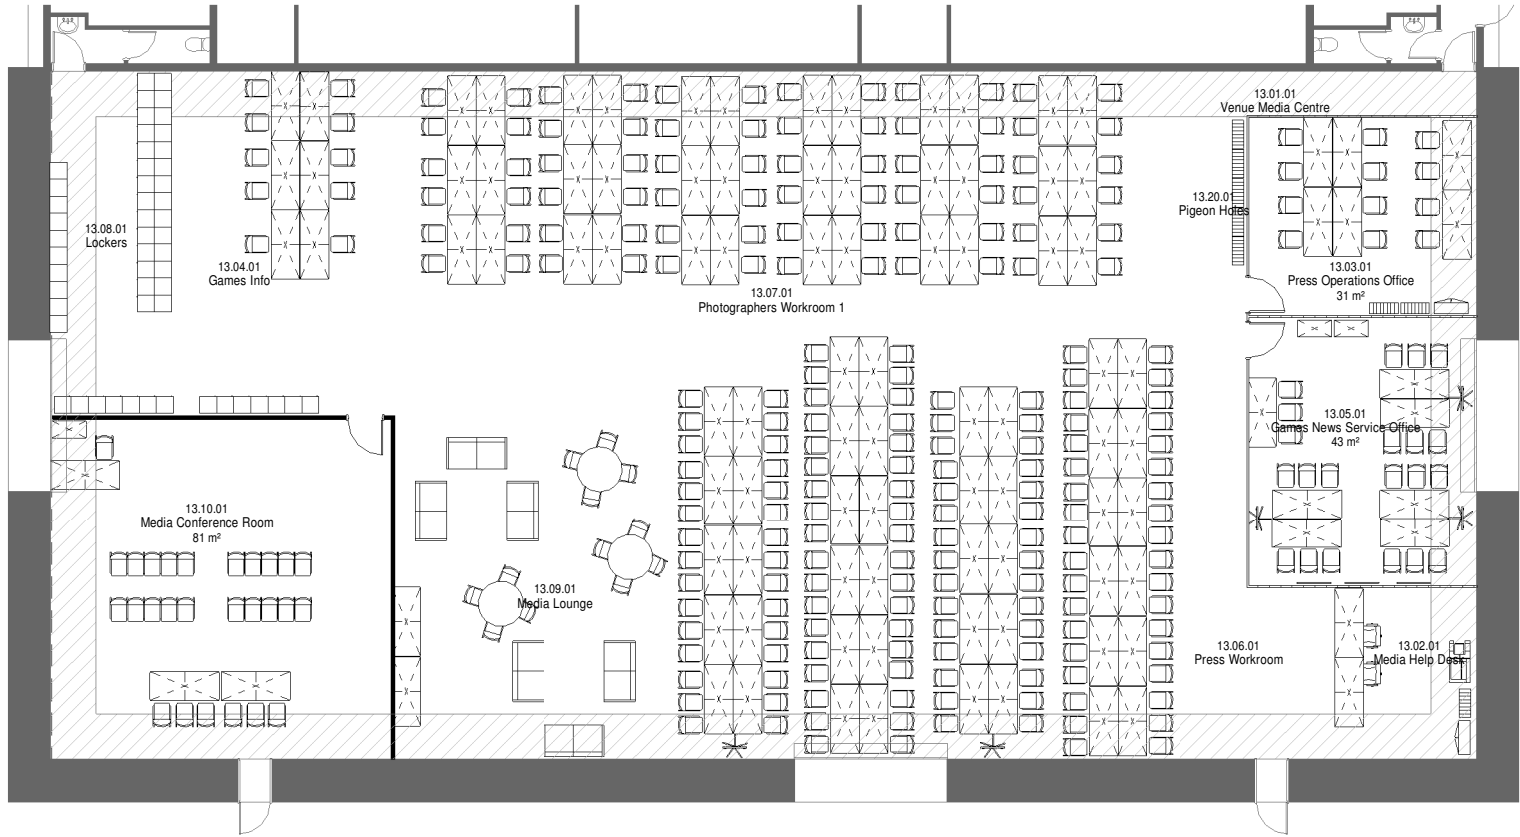 13.01.01
Venue Media Centre
13.20.01
Pigeon Holes
13.08.01
Lockers
13.04.01
Games Info
13.03.01
Press Operations Office
31 m²
13.07.01
Photographers Workroom 1
13.05.01
Games News Service Office
43 m²
13.10.01
Media Conference Room
81 m²
13.09.01
Media Lounge
13.06.01
Press Workroom
13.02.01
Media Help Desk